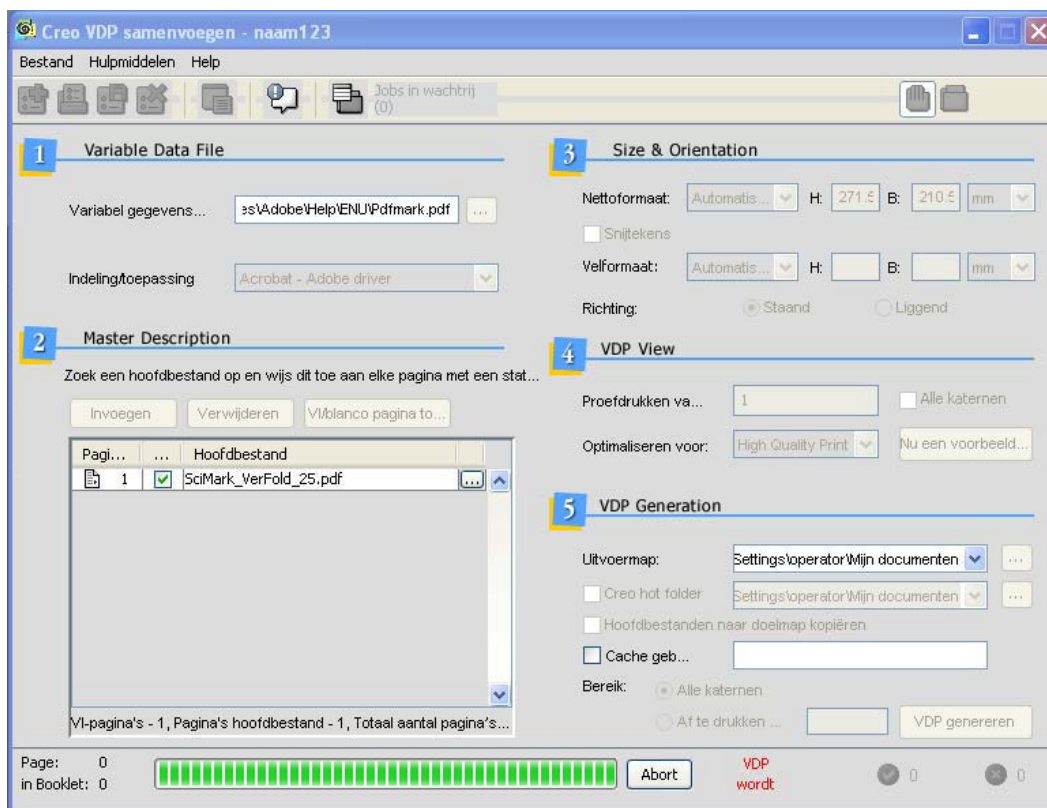 Creo VDP samenvoegen - naam123
Bestand Hulpmiddelen Help
Jobs in wachtrij
(0)
1 Variable Data File
Variabel gegevens... es\Adobe\Help\ENU\Pdfmark.pdf ...
Indeling/toepassing Acrobat - Adobe driver
2 Master Description
Zoek een hoofdbestand op en wijs dit toe aan elke pagina met een stat...
Invoegen Verwijderen VI/blanco pagina to...
Pagi... ... Hoofdbestand
1 SciMark_VerFold_25.pdf ...
VI-pagina's - 1, Pagina's hoofdbestand - 1, Totaal aantal pagina's...
3 Size & Orientation
Nettoformaat: Automatis... H: 271.5 B: 210.5 mm
Snijtekens
Velformaat: Automatis... H: B: mm
Richting: Staand Liggend
4 VDP View
Proefdrukken va... 1 Alle katernen
Optimaliseren voor: High Quality Print Nu een voorbeeld...
5 VDP Generation
Uitvoermap: Settings\operator\Mijn documenten ...
Creo hot folder Settings\operator\Mijn documenten ...
Hoofdbestanden naar doelmap kopiëren
Cache geb...
Bereik: Alle katernen
Af te drukken ... VDP genereren
Page: 0
in Booklet: 0
Abort
VDP
wordt
0 0